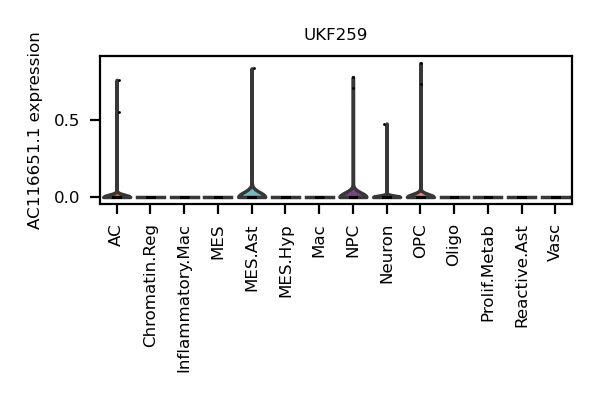 UKF259
AC116651.1 expression
0.5
0.0
AC
Chromatin.Reg
Inflammatory.Mac
MES
MES.Ast
MES.Hyp
Mac
NPC
Neuron
OPC
Oligo
Prolif.Metab
Reactive.Ast
Vasc